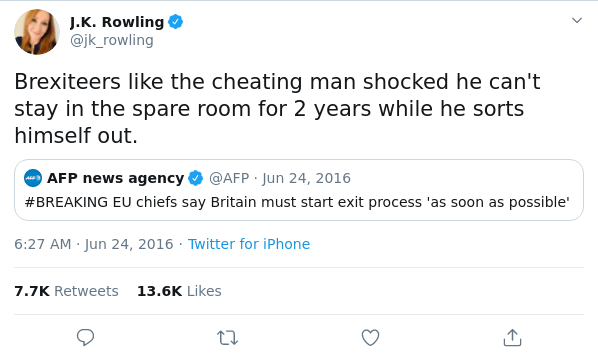 J.K. Rowling
@jk_rowling
Brexiteers like the cheating man shocked he can't
stay in the spare room for 2 years while he sorts
himself out.
AFP news agency @AFP · Jun 24, 2016
#BREAKING EU chiefs say Britain must start exit process 'as soon as possible'
6:27 AM · Jun 24, 2016 · Twitter for iPhone
7.7K Retweets 13.6K Likes